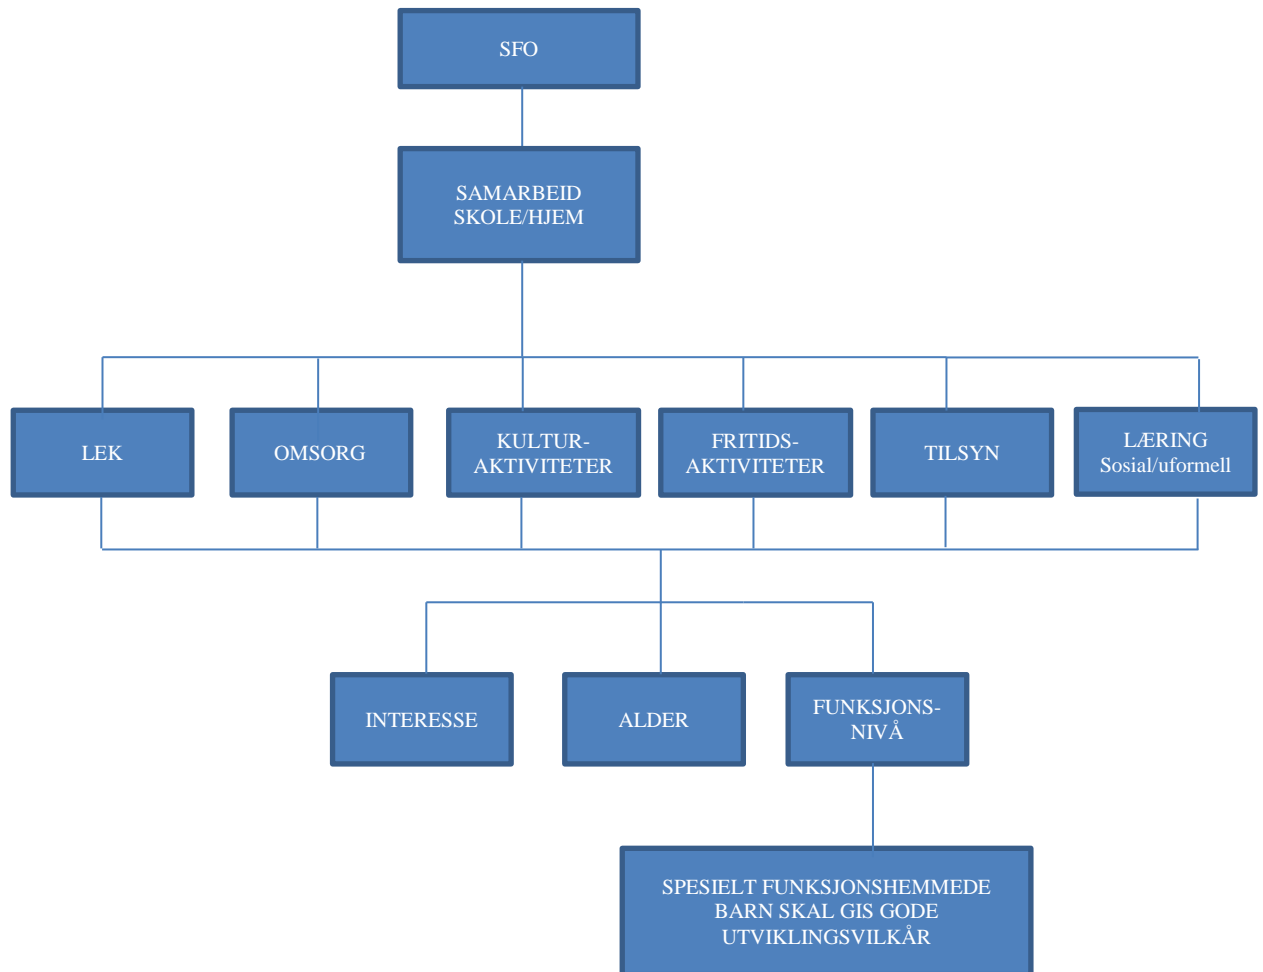 SFO
SAMARBEID
SKOLE/HJEM
LEK
OMSORG
KULTUR-
AKTIVITETER
FRITIDS-
AKTIVITETER
TILSYN
LÆRING
Sosial/uformell
INTERESSE
ALDER
FUNKSJONS-
NIVÅ
SPESIELT FUNKSJONSHEMMEDE
BARN SKAL GIS GODE
UTVIKLINGSVILKÅR